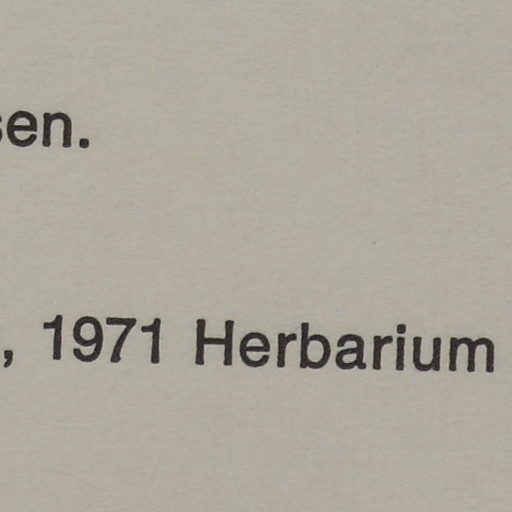 sen.
, 1971 Herbarium